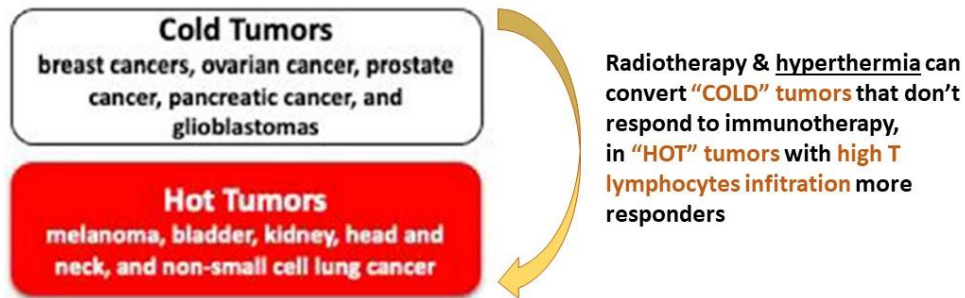 Cold Tumors
breast cancers, ovarian cancer, prostate
cancer, pancreatic cancer, and
glioblastomas
Hot Tumors
melanoma, bladder, kidney, head and
neck, and non-small cell lung cancer
Radiotherapy & hyperthermia can
convert “COLD” tumors that don’t
respond to immunotherapy,
in “HOT” tumors with high T
lymphocytes infitration more
responders